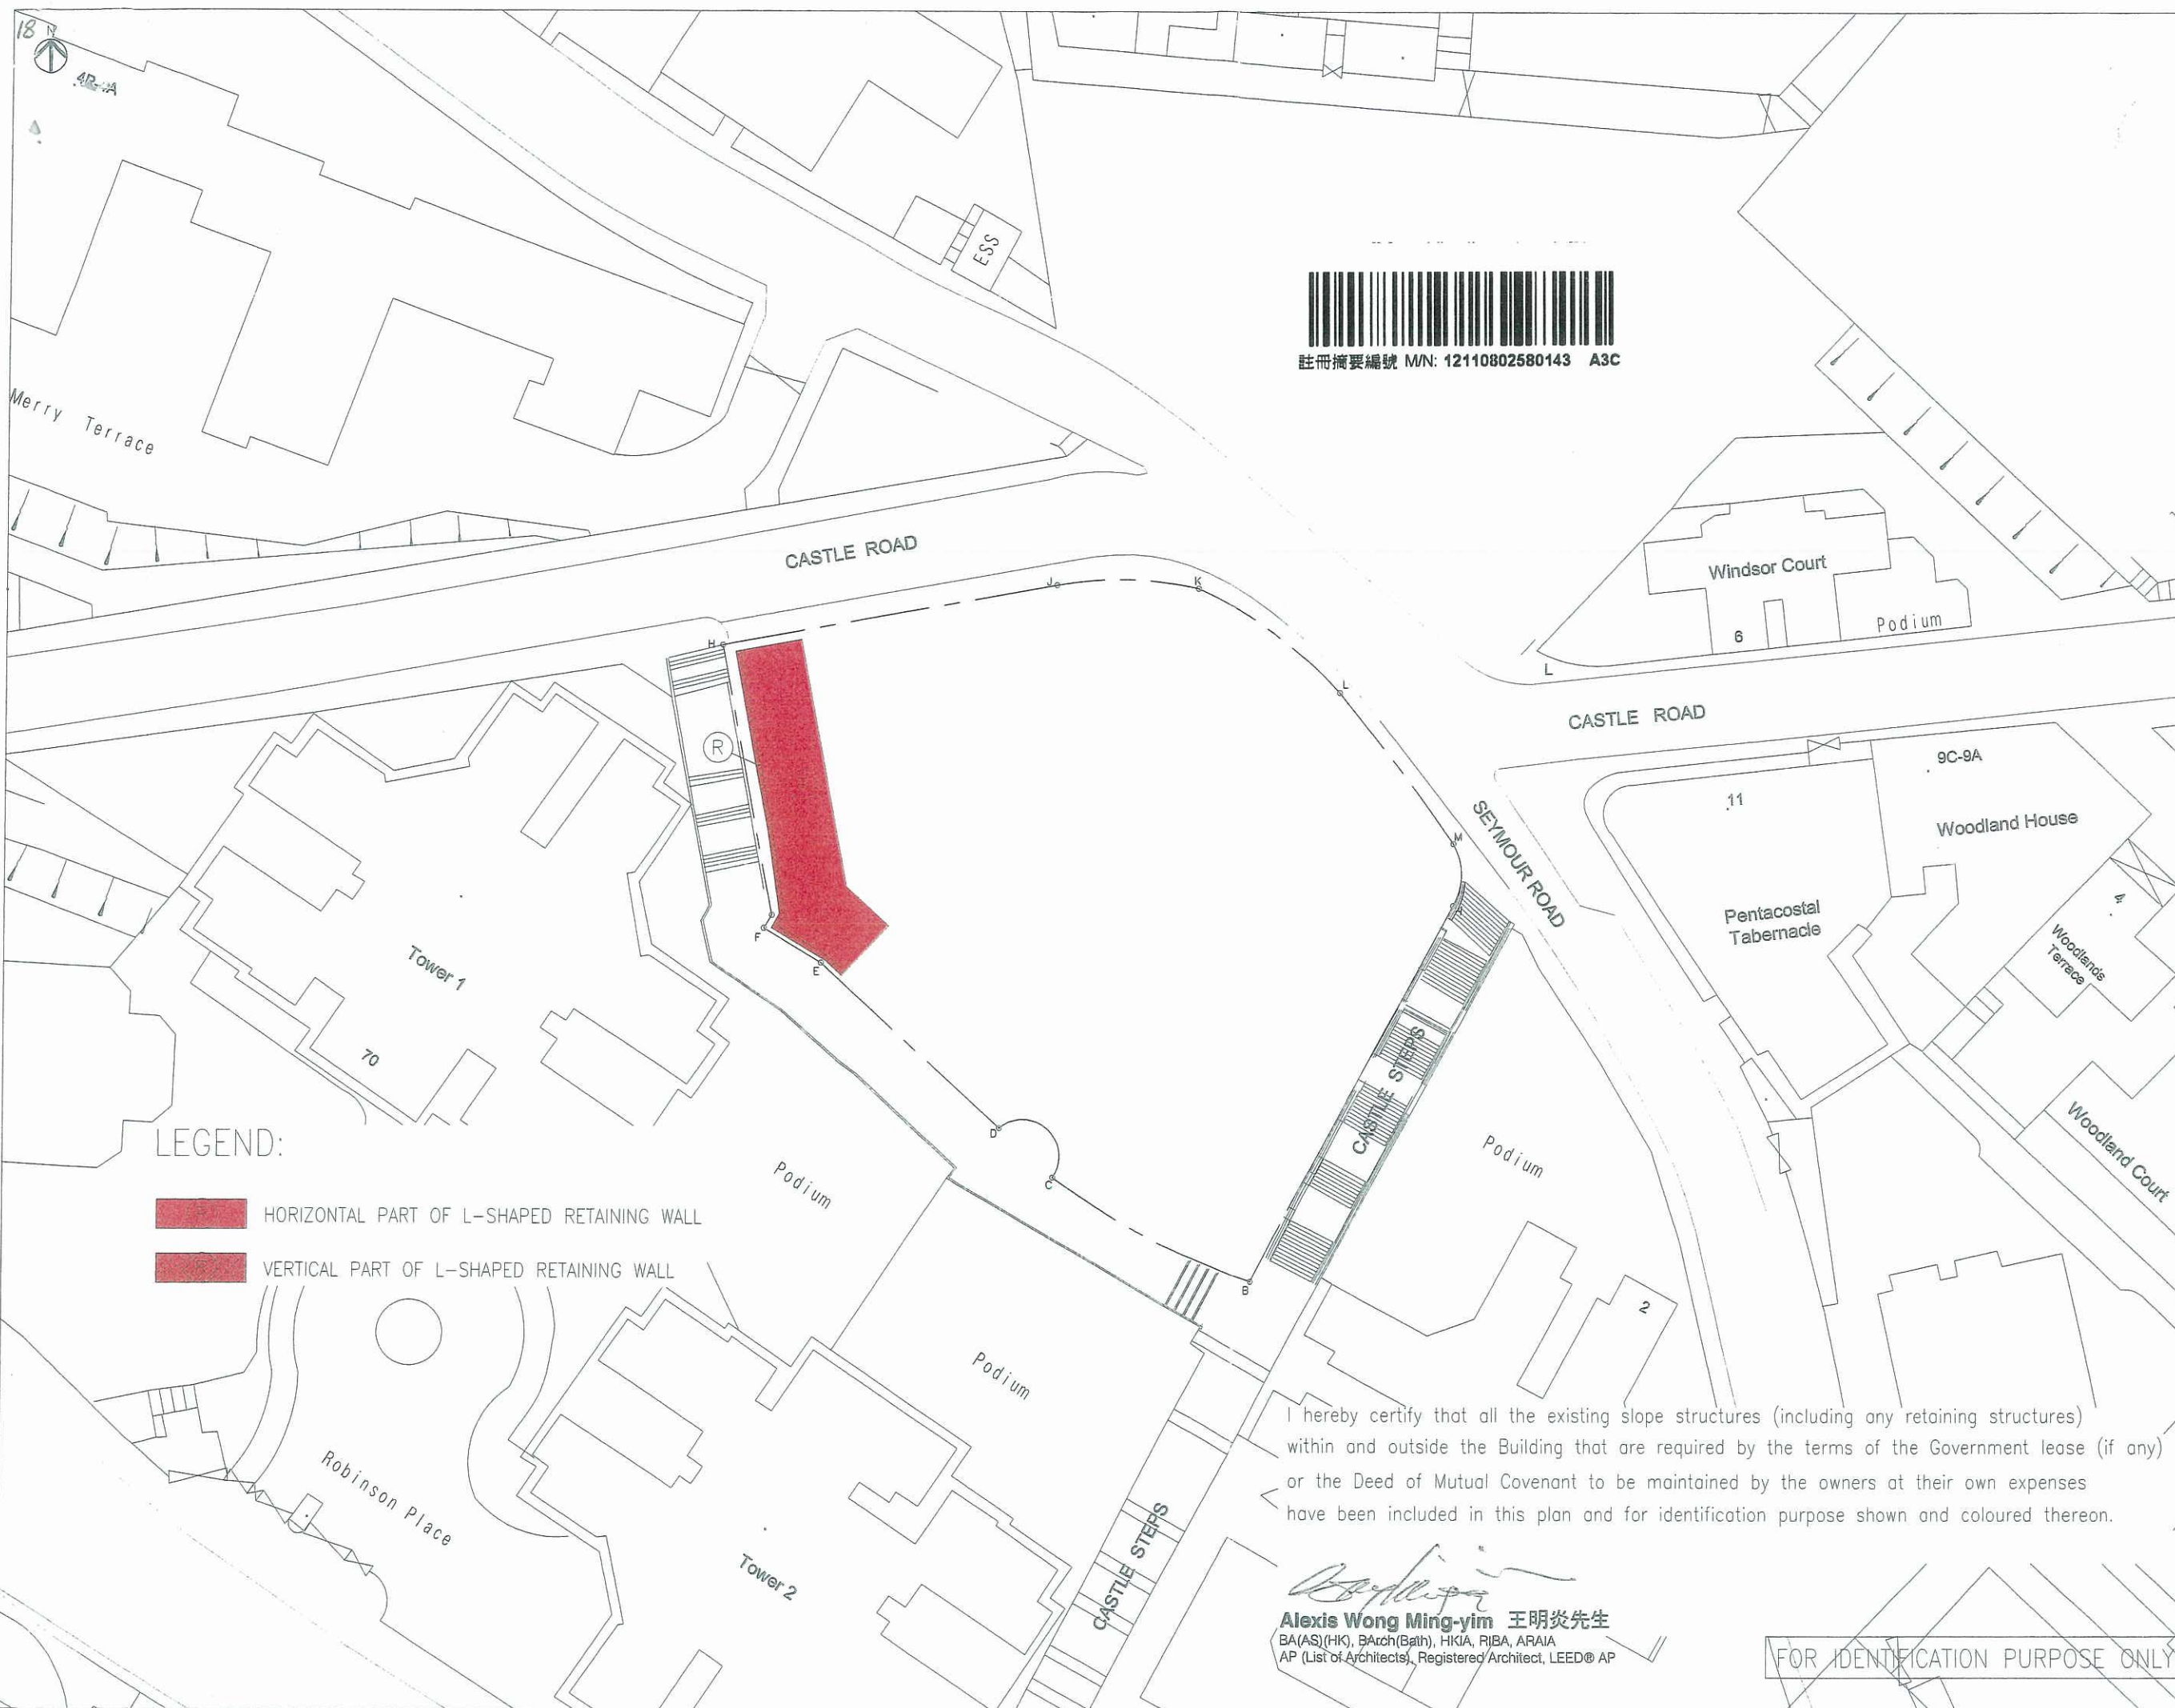 18
N
ESS
註冊摘要編號 M/N: 12110802580143 A3C
Merry Terrace
CASTLE ROAD
Windsor Court
6
Podium
J
K
H
L
L
CASTLE ROAD
R
9C-9A
11
Woodland House
M
SEYMOUR ROAD
4
A
Pentacostal
Tabernacle
Woodlands
Terrace
F
E
Tower 1
70
CASTLE STEPS
D
C
Podium
Podium
Woodland Court
LEGEND:
HORIZONTAL PART OF L-SHAPED RETAINING WALL
VERTICAL PART OF L-SHAPED RETAINING WALL
B
2
Podium
I hereby certify that all the existing slope structures (including any retaining structures)
within and outside the Building that are required by the terms of the Government lease (if any)
or the Deed of Mutual Covenant to be maintained by the owners at their own expenses
have been included in this plan and for identification purpose shown and coloured thereon.
Robinson Place
Tower 2
CASTLE STEPS
Alexis Wong Ming-yim 王明炎先生
BA(AS)(HK), BArch(Bath), HKIA, RIBA, ARAIA
AP (List of Architects), Registered Architect, LEED® AP
FOR IDENTIFICATION PURPOSE ONLY